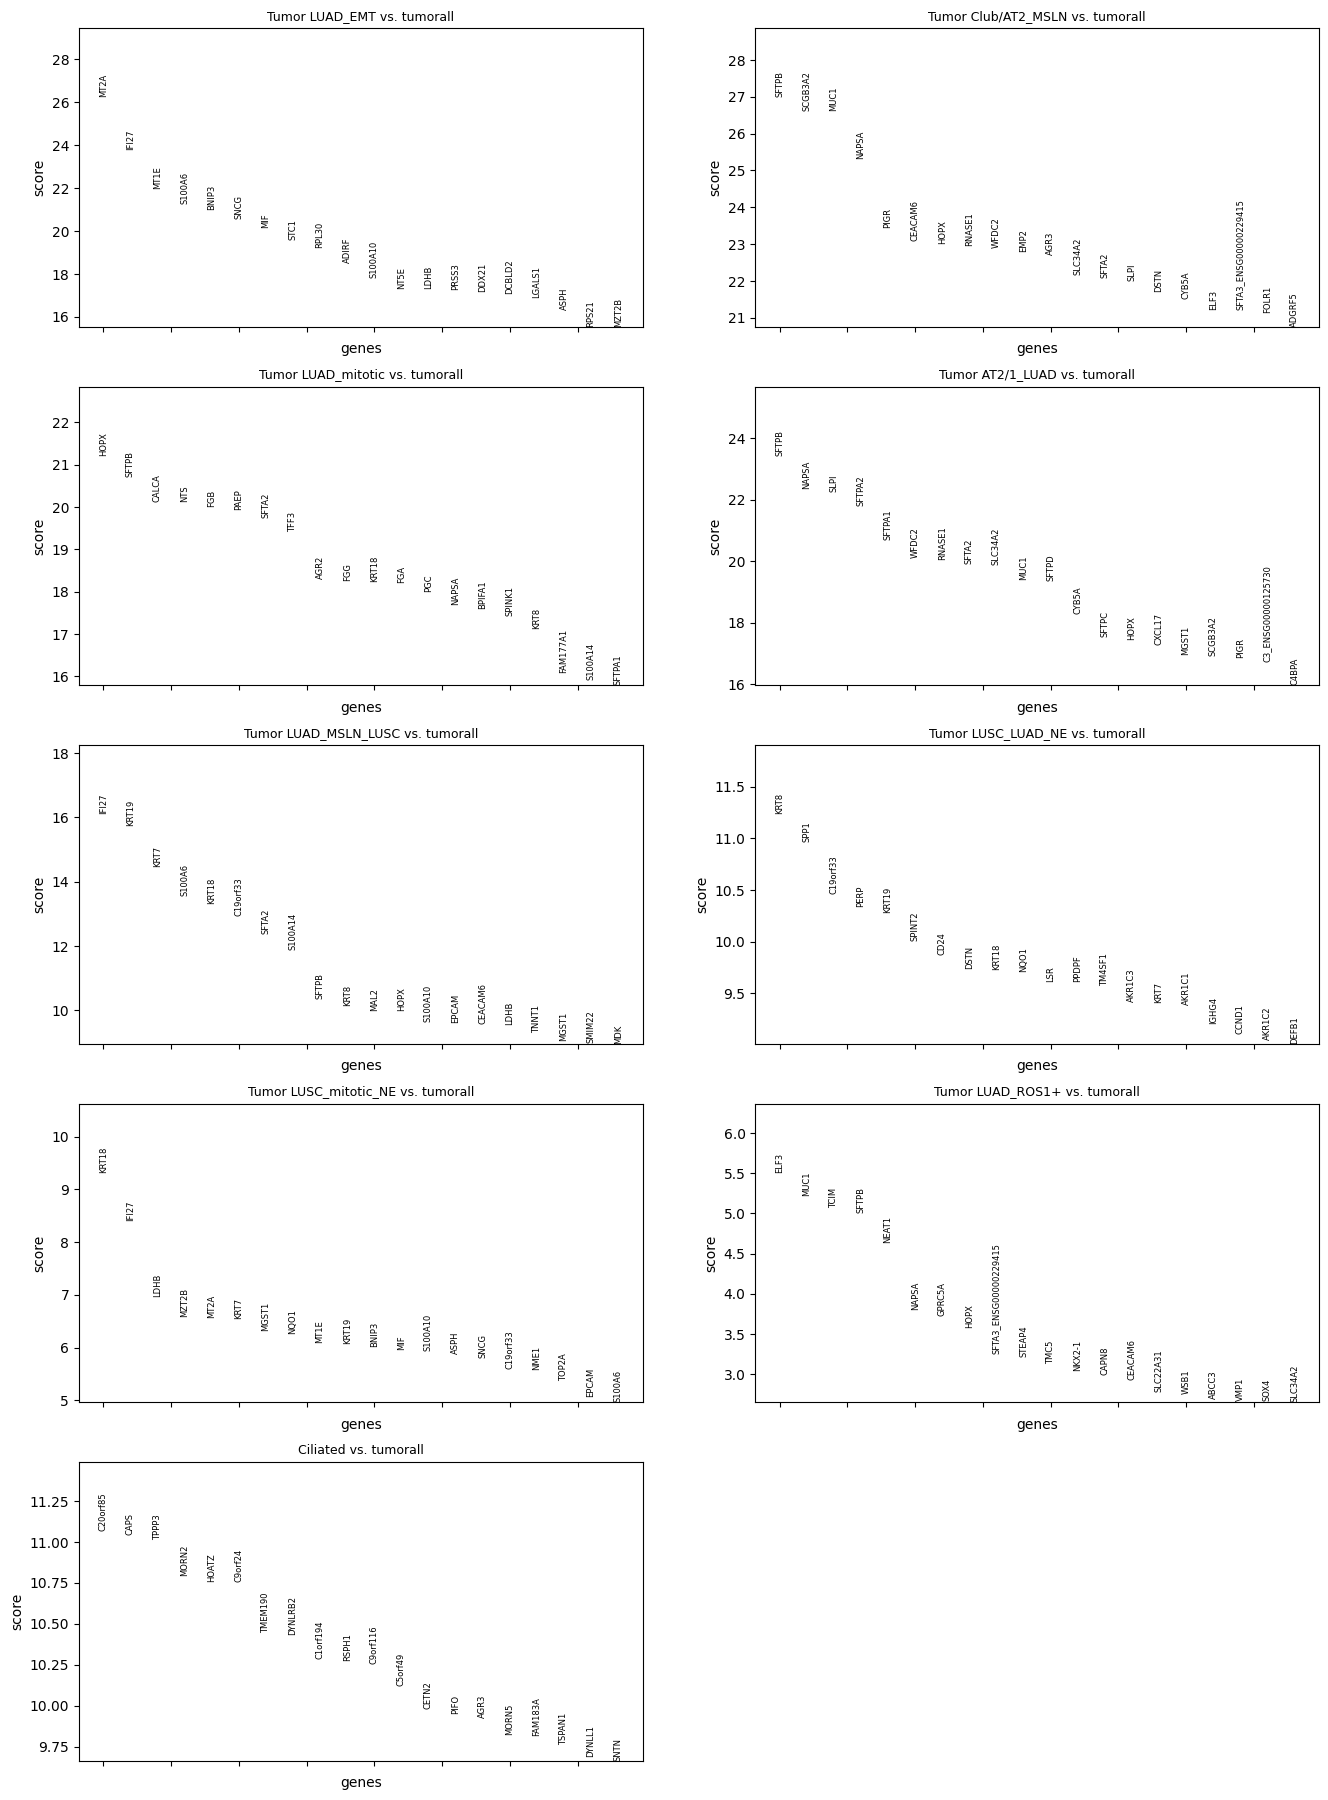 Tumor LUAD_EMT vs. tumorall
score
28
26
24
22
20
18
16
MT2A
IFI27
MT1E
S100A6
BNIP3
SNCG
MIF
STC1
RPL30
ADIRF
S100A10
NT5E
LDHB
PRSS3
DDX21
DCBLD2
LGALS1
ASPH
RPS21
MZT2B
genes
Tumor Club/AT2_MSLN vs. tumorall
score
28
27
26
25
24
23
22
21
SFTPB
SCGB3A2
MUC1
NAPSA
PIGR
CEACAM6
HOPX
RNASE1
WFDC2
EMP2
AGR3
SLC34A2
SFTA2
SLPI
DSTN
CYB5A
ELF3
SFTA3_ENSG00000229415
FOLR1
ADGRF5
genes
Tumor LUAD_mitotic vs. tumorall
score
22
21
20
19
18
17
16
HOPX
SFTPB
CALCA
NTS
FGB
PAEP
SFTA2
TFF3
AGR2
FGG
KRT18
FGA
PGC
NAPSA
BPIFA1
SPINK1
KRT8
FAM177A1
S100A14
SFTPA1
genes
Tumor AT2/1_LUAD vs. tumorall
score
24
22
20
18
16
SFTPB
NAPSA
SLPI
SFTPA2
SFTPA1
WFDC2
RNASE1
SFTA2
SLC34A2
MUC1
SFTPD
CYB5A
SFTPC
HOPX
CXCL17
MGST1
SCGB3A2
PIGR
C3_ENSG00000125730
C4BPA
genes
Tumor LUAD_MSLN_LUSC vs. tumorall
score
18
16
14
12
10
IFI27
KRT19
KRT7
S100A6
KRT18
C19orf33
SFTA2
S100A14
SFTPB
KRT8
MAL2
HOPX
S100A10
EPCAM
CEACAM6
LDHB
TNNT1
MGST1
SMIM22
MDK
genes
Tumor LUSC_LUAD_NE vs. tumorall
score
11.5
11.0
10.5
10.0
9.5
KRT8
SPP1
C19orf33
PERP
KRT19
SPINT2
CD24
DSTN
KRT18
NQO1
LSR
PPDPF
TM4SF1
AKR1C3
KRT7
AKR1C1
IGHG4
CCND1
AKR1C2
DEFB1
genes
Tumor LUSC_mitotic_NE vs. tumorall
score
10
9
8
7
6
5
KRT18
IFI27
LDHB
MZT2B
MT2A
KRT7
MGST1
NQO1
MT1E
KRT19
BNIP3
MIF
S100A10
ASPH
SNCG
C19orf33
NME1
TOP2A
EPCAM
S100A6
genes
Tumor LUAD_ROS1+ vs. tumorall
score
6.0
5.5
5.0
4.5
4.0
3.5
3.0
ELF3
MUC1
TCIM
SFTPB
NEAT1
NAPSA
GPRC5A
HOPX
SFTA3_ENSG00000229415
STEAP4
TMC5
NKX2-1
CAPN8
CEACAM6
SLC22A31
WSB1
ABCC3
VMP1
SOX4
SLC34A2
genes
Ciliated vs. tumorall
score
11.25
11.00
10.75
10.50
10.25
10.00
9.75
C20orf85
CAPS
TPPP3
MORN2
HOATZ
C9orf24
TMEM190
DYNLRB2
C1orf194
RSPH1
C9orf116
C5orf49
CETN2
PIFO
AGR3
MORN5
FAM183A
TSPAN1
DYNLL1
SNTN
genes